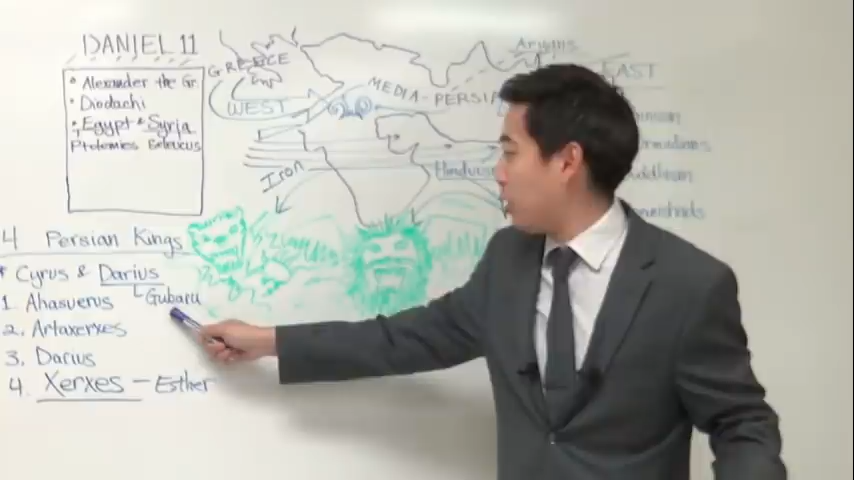 DANIEL 11
• Alexander the Gr.
• Diodachi
• Egypt & Syria
Ptolemies Seleucus
GREECE
WEST
MEDIA-PERSIA
EAST
Iron
4 Persian Kings
* Cyrus & Darius
Gubaru
1. Ahasuerus
2. Artaxerxes
3. Darius
4. Xerxes - Esther